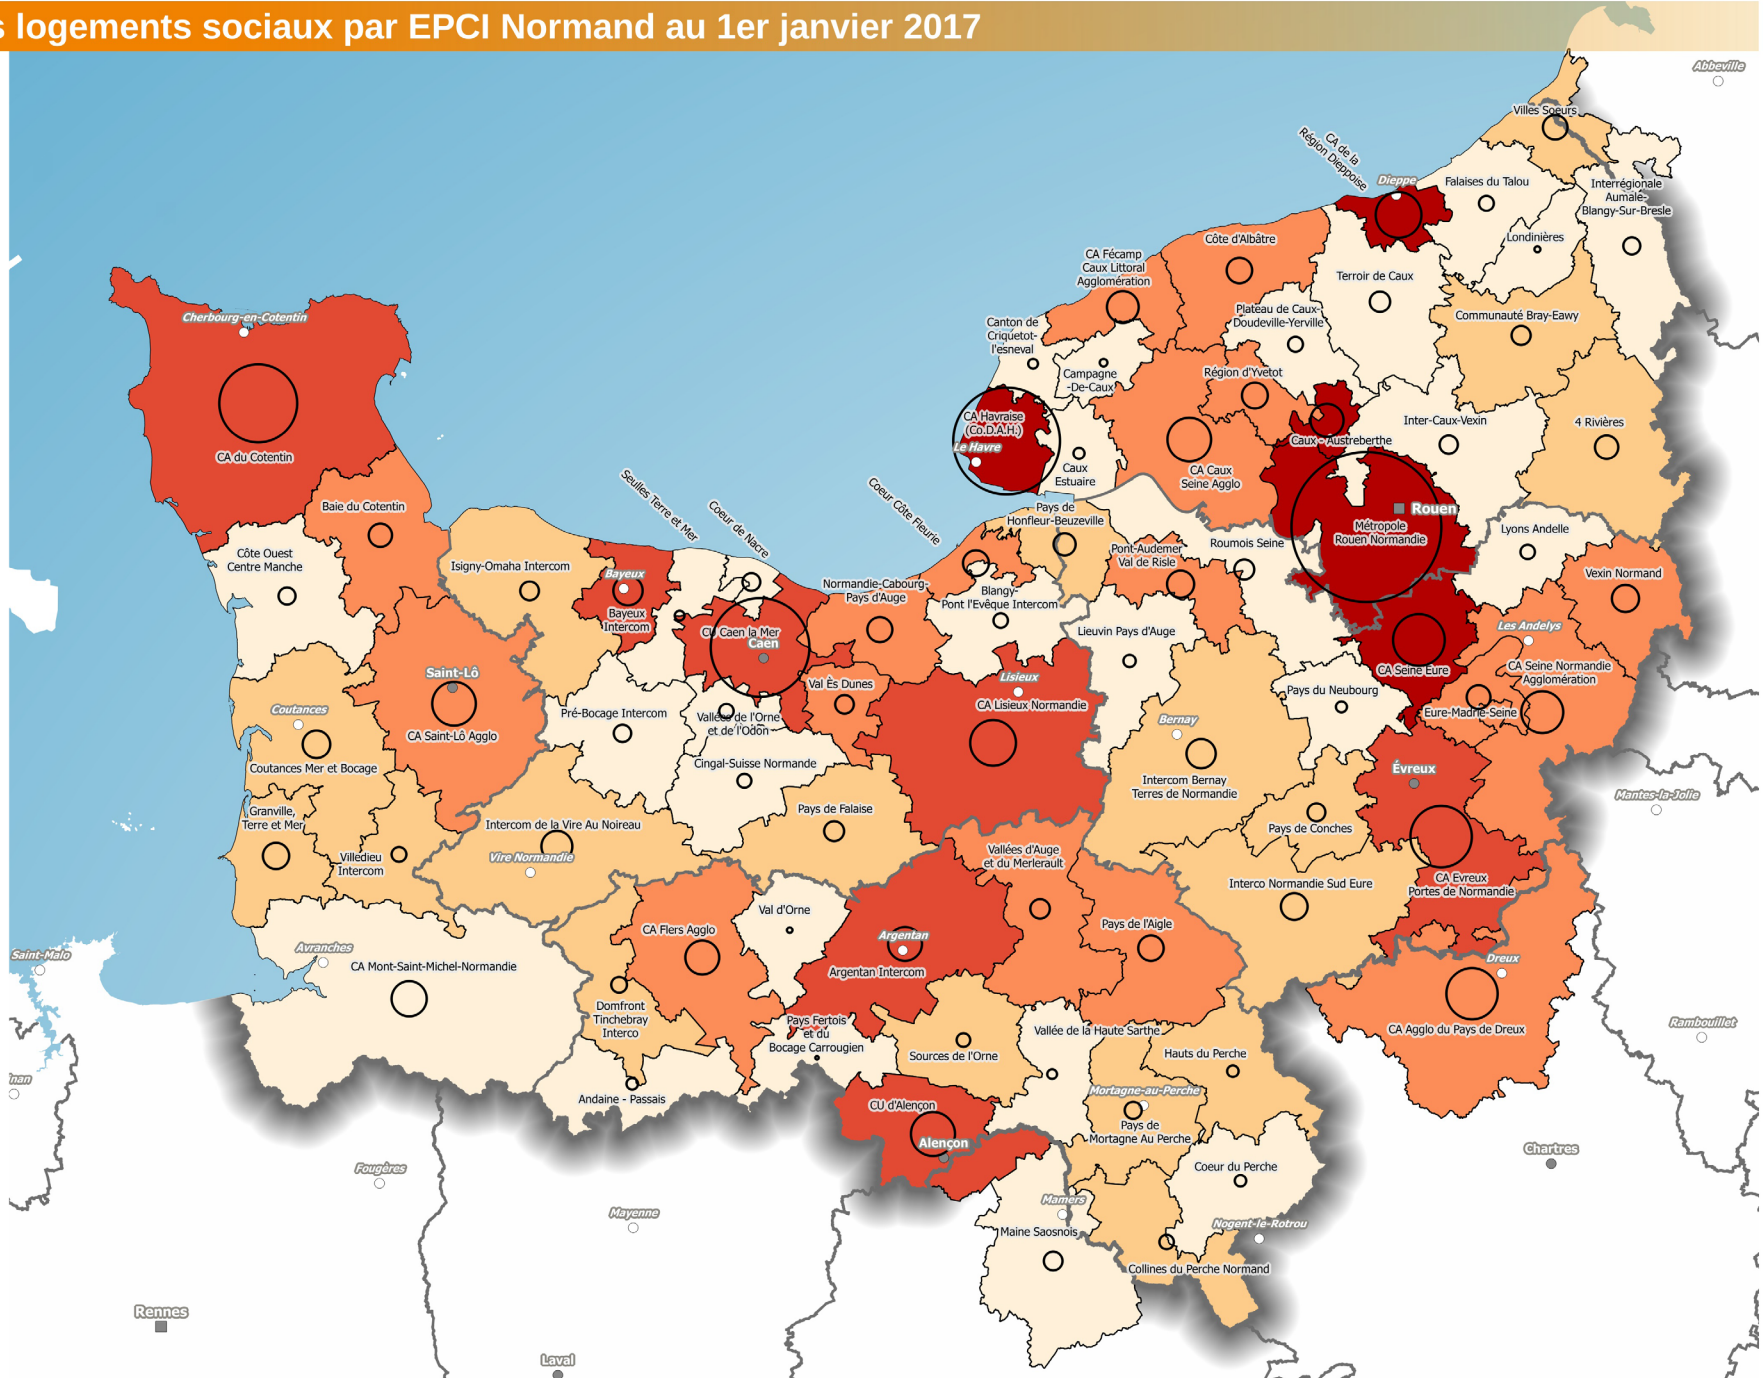 s logements sociaux par EPCI Normand au 1er janvier 2017
Abbeville
Villes Soeurs
CA de la
Région Dieppoise
Dieppe
Falaises du Talou
Interrégionale
Aumale-
Blangy-Sur-Bresle
Londinières
Côte d'Albâtre
CA Fécamp
Caux Littoral
Agglomération
Terroir de Caux
Plateau de Caux-
Doudeville-Yerville
Communauté Bray-Eawy
Canton de
Criquetot-
l'esneval
Cherbourg-en-Cotentin
Campagne
-De-Caux
Région d'Yvetot
CA Havraise
(Co.D.A.H.)
Le Havre
Caux - Austreberthe
Inter-Caux-Vexin
4 Rivières
CA du Cotentin
Caux
Estuaire
CA Caux
Seine Agglo
Seulles Terre et Mer
Coeur de Nacre
Coeur Côte Fleurie
Baie du Cotentin
Pays de
Honfleur-Beuzeville
Rouen
Métropole
Rouen Normandie
Lyons Andelle
Roumois Seine
Pont-Audemer
Val de Risle
Côte Ouest
Centre Manche
Isigny-Omaha Intercom
Bayeux
Bayeux
Intercom
Normandie-Cabourg-
Pays d'Auge
Blangy-
Pont l'Evêque Intercom
Vexin Normand
Les Andelys
CU Caen la Mer
Caen
Lieuvin Pays d'Auge
CA Seine Eure
CA Seine Normandie
Agglomération
Saint-Lô
Val Ès Dunes
Lisieux
CA Lisieux Normandie
Pays du Neubourg
Eure-Madrie-Seine
Coutances
CA Saint-Lô Agglo
Pré-Bocage Intercom
Vallées de l'Orne
et de l'Odon
Bernay
Coutances Mer et Bocage
Cingal-Suisse Normande
Intercom Bernay
Terres de Normandie
Évreux
Mantes-la-Jolie
Granville,
Terre et Mer
Intercom de la Vire Au Noireau
Pays de Falaise
Pays de Conches
Villedieu
Intercom
Vire Normandie
Vallées d'Auge
et du Merlerault
Interco Normandie Sud Eure
CA Evreux
Portes de Normandie
Val d'Orne
CA Flers Agglo
Pays de l'Aigle
Argentan
Argentan Intercom
Saint-Malo
Avranches
CA Mont-Saint-Michel-Normandie
Dreux
Domfront
Tinchebray
Interco
Pays Fertois
et du
Bocage Carrougien
Vallée de la Haute Sarthe
CA Agglo du Pays de Dreux
Rambouillet
Sources de l'Orne
Hauts du Perche
nan
Andaine - Passais
CU d'Alençon
Mortagne-au-Perche
Pays de
Mortagne Au Perche
Alençon
Chartres
Fougères
Coeur du Perche
Mamers
Mayenne
Maine Saosnois
Nogent-le-Rotrou
Collines du Perche Normand
Rennes
Laval